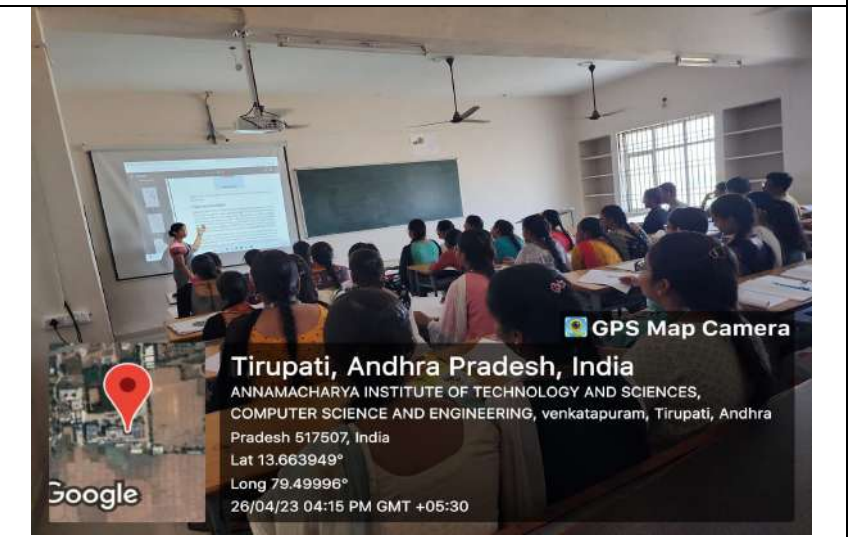 GPS Map Camera
Tirupati, Andhra Pradesh, India
ANNAMACHARYA INSTITUTE OF TECHNOLOGY AND SCIENCES,
COMPUTER SCIENCE AND ENGINEERING, venkatapuram, Tirupati, Andhra
Pradesh 517507, India
Lat 13.663949°
Long 79.49996°
26/04/23 04:15 PM GMT +05:30
Google